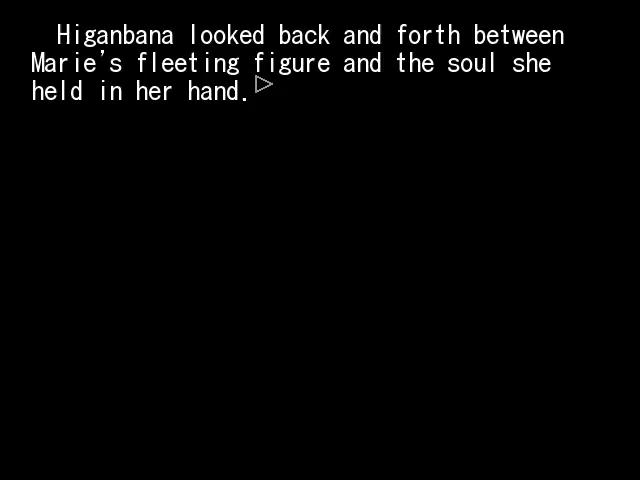 Higanbana looked back and forth between
Marie's fleeting figure and the soul she
held in her hand.